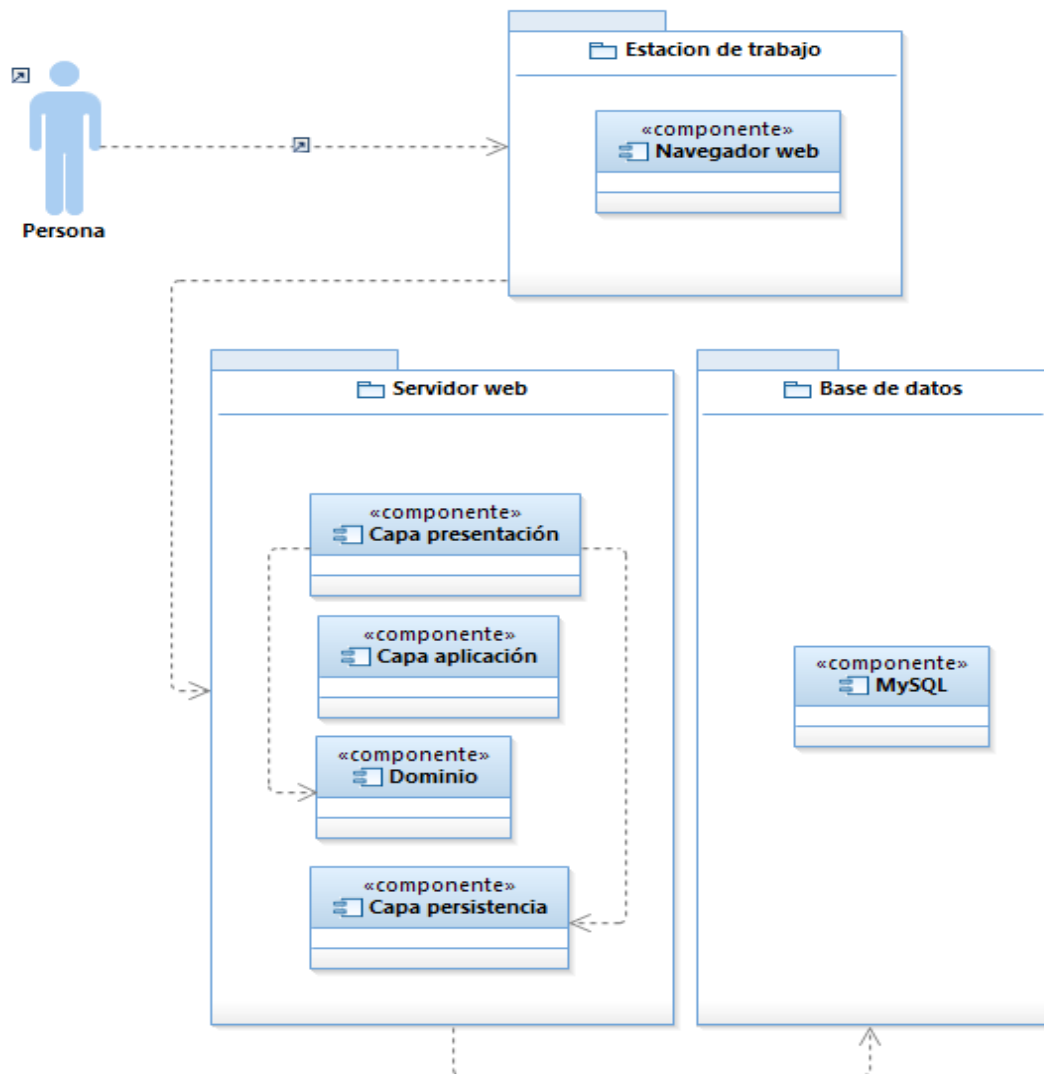 Estacion de trabajo
«componente»
Navegador web
Persona
Servidor web
Base de datos
«componente»
Capa presentación
«componente»
Capa aplicación
«componente»
MySQL
«componente»
Dominio
«componente»
Capa persistencia